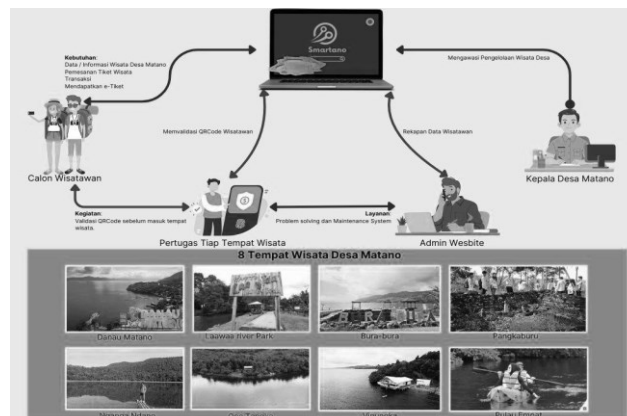 Smartano
Kebutuhan:
Data / Informasi Wisata Desa Matano
Pemesanan Tiket Wisata
Transaksi
Mendapatkan e-Tiket
Mengawasi Pengelolaan Wisata Desa
Memvalidasi QRCode Wisatawan
Rekapan Data Wisatawan
Calon Wisatawan
Kepala Desa Matano
Kegiatan:
Validasi QRCode sebelum masuk tempat
wisata.
Layanan:
Problem solving dan Maintenance System
Pertugas Tiap Tempat Wisata
Admin Wesbite
8 Tempat Wisata Desa Matano
Danau Matano
Laawaa river Park
Bura-bura
Pangkaburu
Pulau Empat